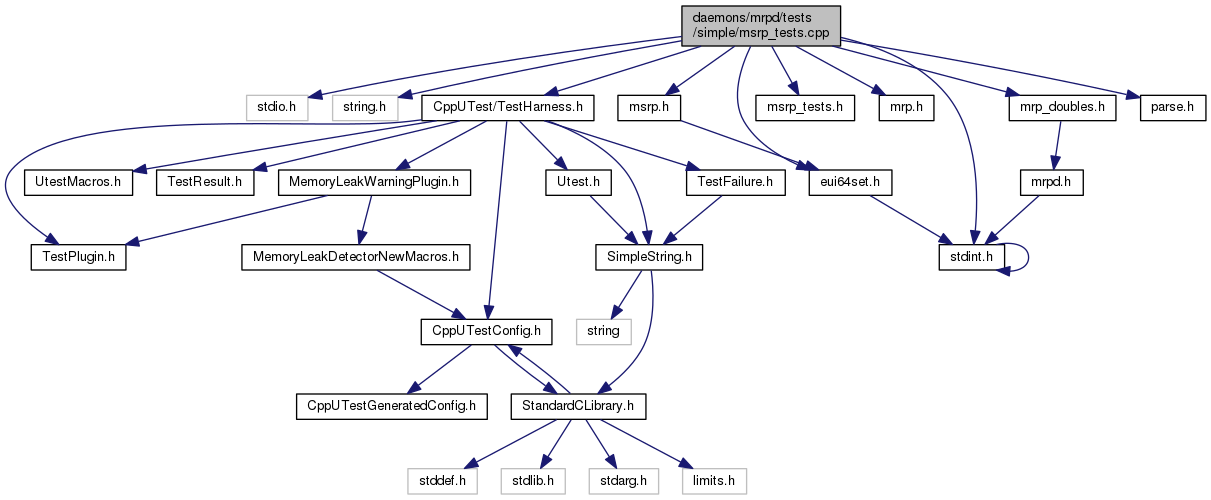 daemons/mrpd/tests
/simple/msrp_tests.cpp
stdio.h
string.h
CppUTest/TestHarness.h
msrp.h
msrp_tests.h
mrp.h
mrp_doubles.h
parse.h
UtestMacros.h
TestResult.h
MemoryLeakWarningPlugin.h
Utest.h
TestFailure.h
eui64set.h
mrpd.h
TestPlugin.h
MemoryLeakDetectorNewMacros.h
SimpleString.h
stdint.h
CppUTestConfig.h
string
CppUTestGeneratedConfig.h
StandardCLibrary.h
stddef.h
stdlib.h
stdarg.h
limits.h